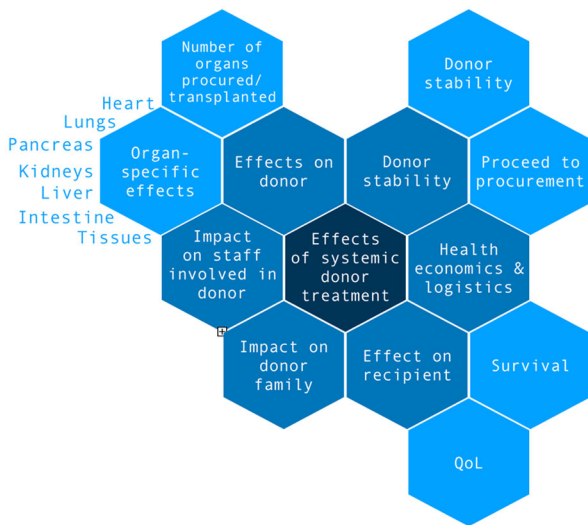 Number of
organs
procured/
transplanted
Donor
stability
Heart
Lungs
Pancreas
Kidneys
Liver
Intestine
Tissues
Organ-
specific
effects
Effects on
donor
Donor
stability
Proceed to
procurement
Impact
on staff
involved in
donor
Effects
of systemic
donor
treatment
Health
economics &
logistics
Impact on
donor
family
Effect on
recipient
Survival
QoL